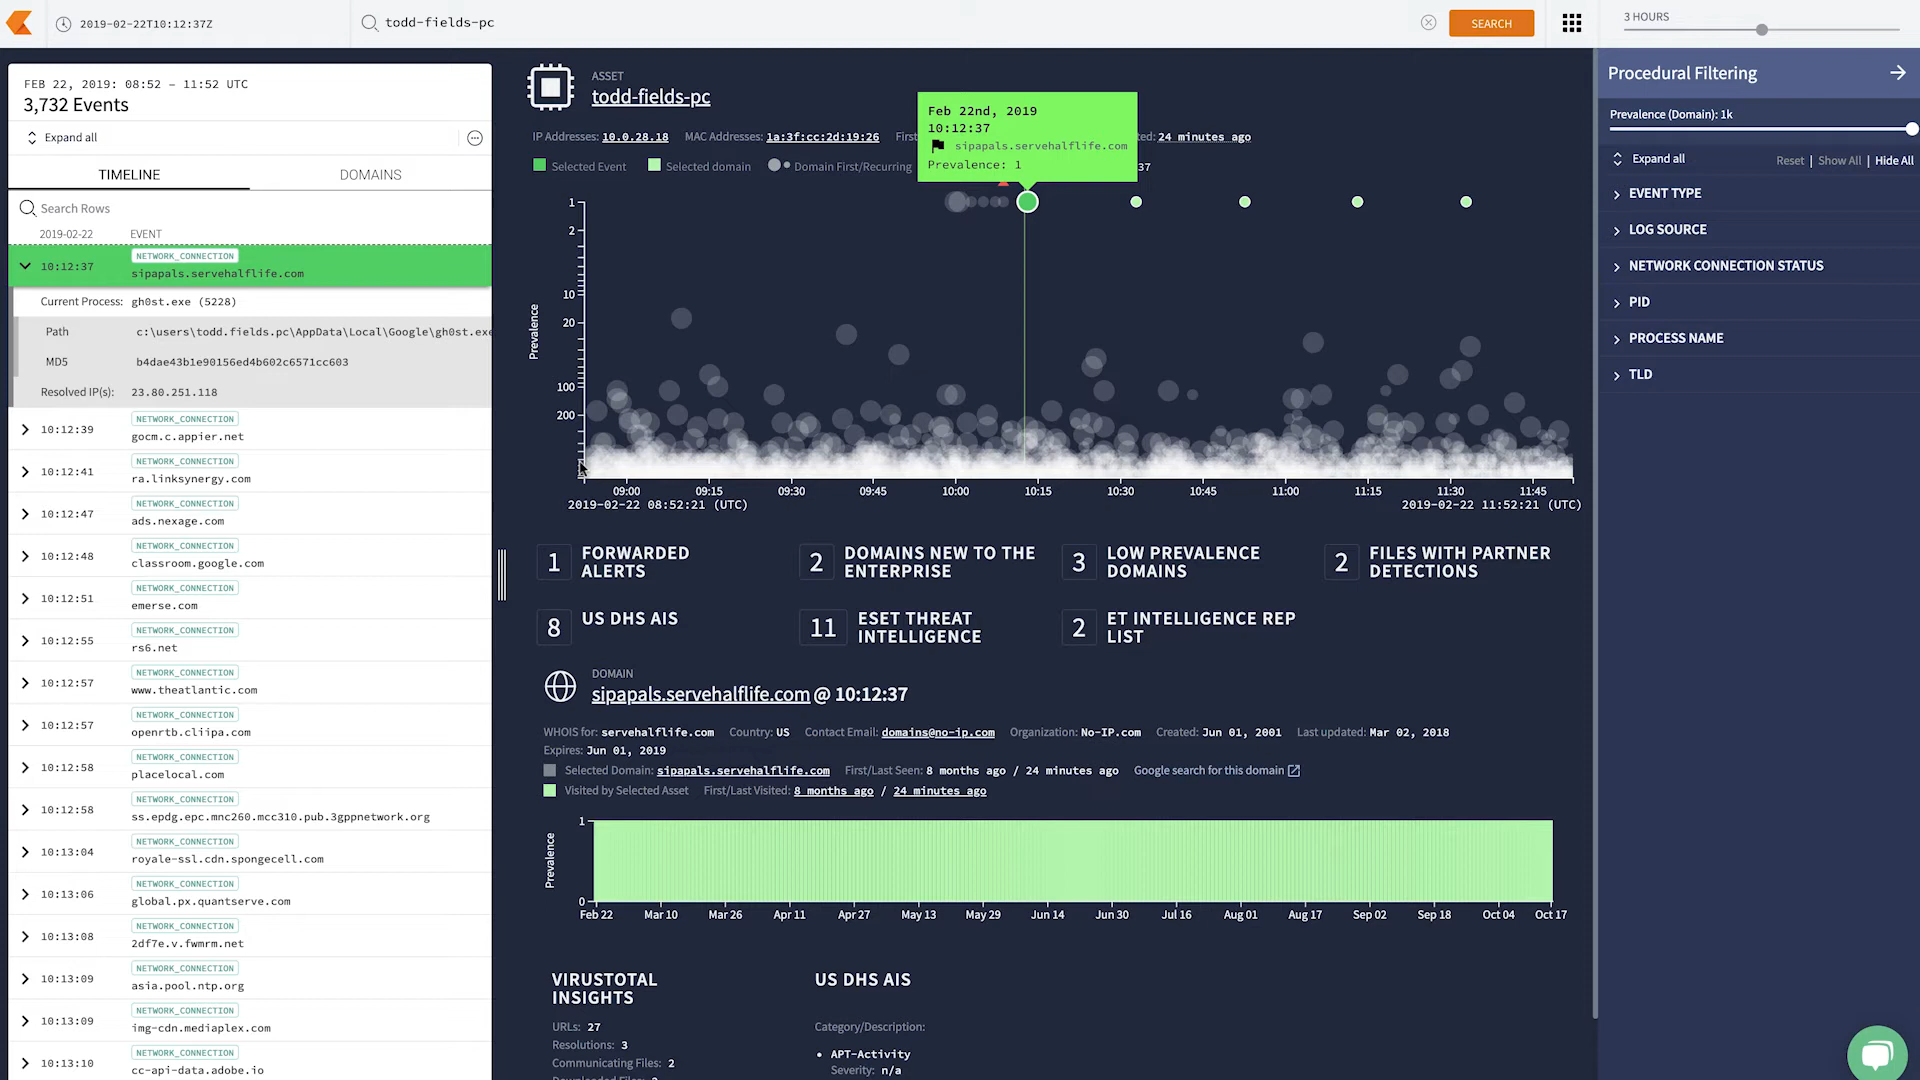 2019-02-22T10:12:37Z
todd-fields-pc
SEARCH
3 HOURS
FEB 22, 2019: 08:52 – 11:52 UTC
3,732 Events
Expand all
TIMELINE
DOMAINS
Search Rows
2019-02-22
EVENT
10:12:37
NETWORK_CONNECTION
sipapals.servehalflife.com
Current Process: gh0st.exe (5228)
Path c:\users\todd.fields.pc\AppData\Local\Google\gh0st.exe
MD5 b4dae43b1e90156ed4b602c6571cc603
Resolved IP(s): 23.80.251.118
10:12:39
NETWORK_CONNECTION
gocm.c.appier.net
10:12:41
NETWORK_CONNECTION
ra.linksynergy.com
10:12:47
NETWORK_CONNECTION
ads.nexage.com
10:12:48
NETWORK_CONNECTION
classroom.google.com
10:12:51
NETWORK_CONNECTION
emerse.com
10:12:55
NETWORK_CONNECTION
rs6.net
10:12:57
NETWORK_CONNECTION
www.theatlantic.com
10:12:57
NETWORK_CONNECTION
openrtb.cliipa.com
10:12:58
NETWORK_CONNECTION
placelocal.com
10:12:58
NETWORK_CONNECTION
ss.epdg.epc.mnc260.mcc310.pub.3gppnetwork.org
10:13:04
NETWORK_CONNECTION
royale-ssl.cdn.spongecell.com
10:13:06
NETWORK_CONNECTION
global.px.quantserve.com
10:13:08
NETWORK_CONNECTION
2df7e.v.fwmrm.net
10:13:09
NETWORK_CONNECTION
asia.pool.ntp.org
10:13:09
NETWORK_CONNECTION
img-cdn.mediaplex.com
10:13:10
NETWORK_CONNECTION
cc-api-data.adobe.io
ASSET
todd-fields-pc
IP Addresses: 10.0.28.18 MAC Addresses: 1a:3f:cc:2d:19:26 24 minutes ago
Selected Event Selected domain Domain First/Recurring
Feb 22nd, 2019
10:12:37
sipapals.servehalflife.com
Prevalence: 1
37
Prevalence
1
2
10
20
100
200
09:00 09:15 09:30 09:45 10:00 10:15 10:30 10:45 11:00 11:15 11:30 11:45
2019-02-22 08:52:21 (UTC) 2019-02-22 11:52:21 (UTC)
1 FORWARDED ALERTS
2 DOMAINS NEW TO THE ENTERPRISE
3 LOW PREVALENCE DOMAINS
2 FILES WITH PARTNER DETECTIONS
8 US DHS AIS
11 ESET THREAT INTELLIGENCE
2 ET INTELLIGENCE REP LIST
DOMAIN
sipapals.servehalflife.com @ 10:12:37
WHOIS for: servehalflife.com Country: US Contact Email: domains@no-ip.com Organization: No-IP.com Created: Jun 01, 2001 Last updated: Mar 02, 2018
Expires: Jun 01, 2019
Selected Domain: sipapals.servehalflife.com First/Last Seen: 8 months ago / 24 minutes ago Google search for this domain
Visited by Selected Asset First/Last Visited: 8 months ago / 24 minutes ago
Prevalence
1
0
Feb 22 Mar 10 Mar 26 Apr 11 Apr 27 May 13 May 29 Jun 14 Jun 30 Jul 16 Aug 01 Aug 17 Sep 02 Sep 18 Oct 04 Oct 17
VIRUSTOTAL INSIGHTS
URLs: 27
Resolutions: 3
Communicating Files: 2
US DHS AIS
Category/Description:
• APT-Activity
Severity: n/a
Procedural Filtering
Prevalence (Domain): 1k
Expand all
Reset | Show All | Hide All
EVENT TYPE
LOG SOURCE
NETWORK CONNECTION STATUS
PID
PROCESS NAME
TLD